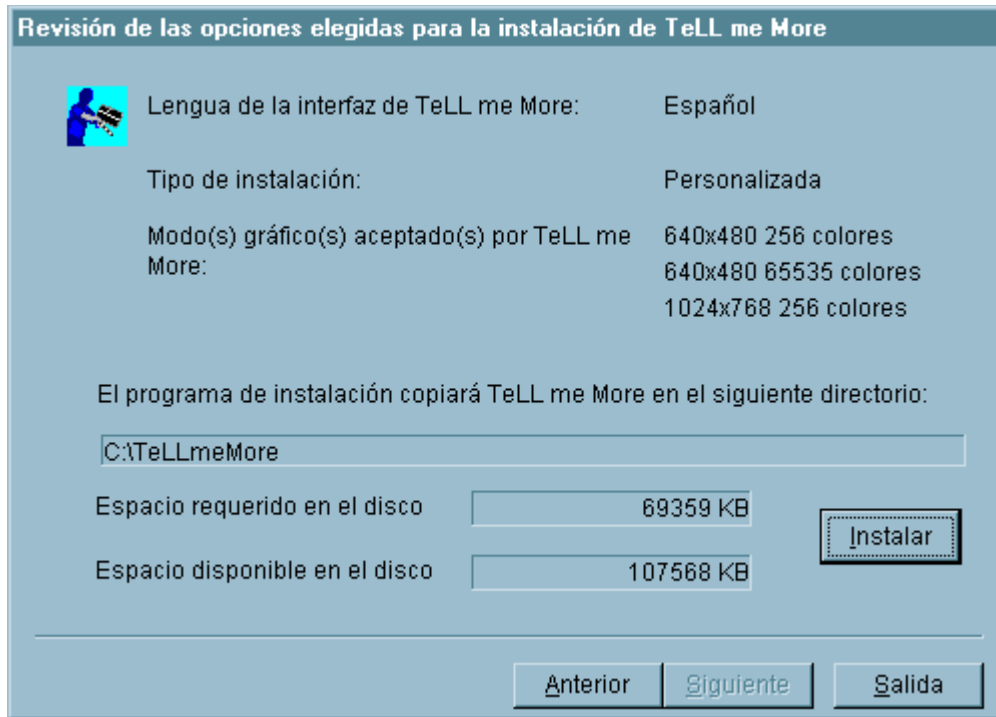 Revisión de las opciones elegidas para la instalación de TeLL me More
Lengua de la interfaz de TeLL me More: Español
Tipo de instalación: Personalizada
Modo(s) gráfico(s) aceptado(s) por TeLL me More: 640x480 256 colores
640x480 65535 colores
1024x768 256 colores
El programa de instalación copiará TeLL me More en el siguiente directorio:
C:\TeLLmeMore
Espacio requerido en el disco 69359 KB
Instalar
Espacio disponible en el disco 107568 KB
Anterior Siguiente Salida